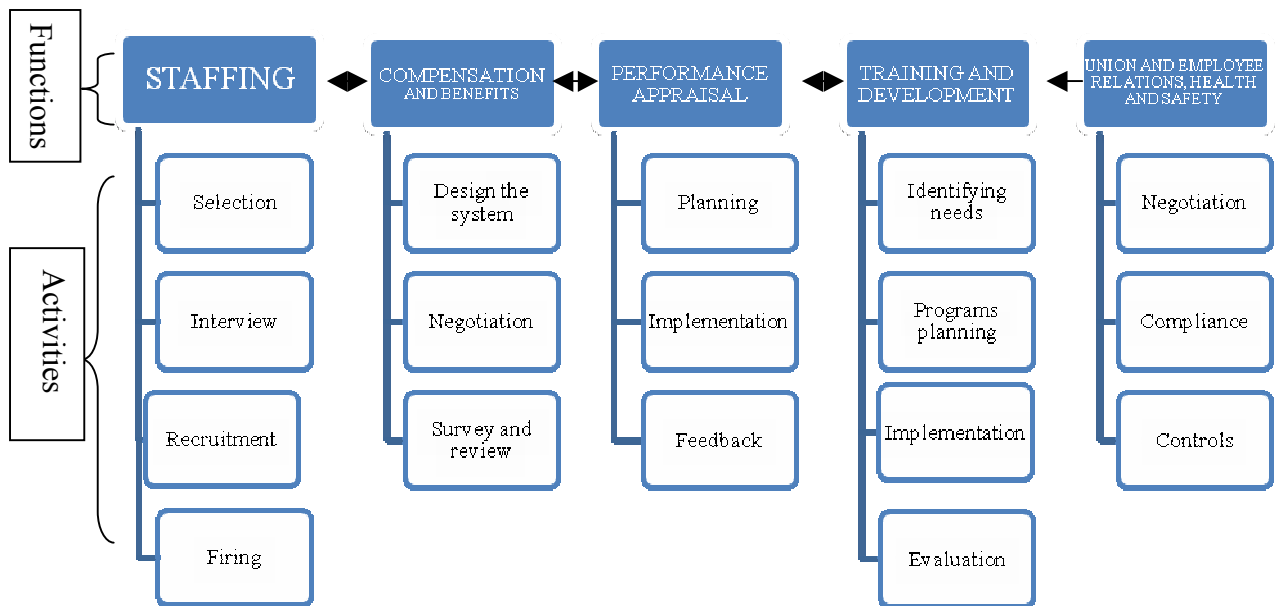 Functions
STAFFING
COMPENSATION
AND BENEFITS
PERFORMANCE
APPRAISAL
TRAINING AND
DEVELOPMENT
UNION AND EMPLOYEE
RELATIONS, HEALTH
AND SAFETY
Activities
Selection
Interview
Recruitment
Firing
Design the
system
Negotiation
Survey and
review
Planning
Implementation
Feedback
Identifying
needs
Programs
planning
Implementation
Evaluation
Negotiation
Compliance
Controls